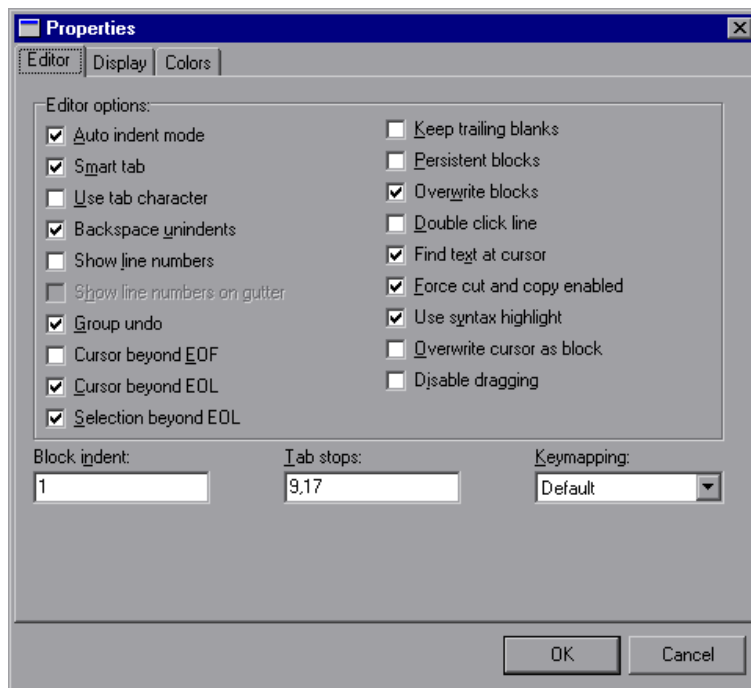 Properties
Editor
Display
Colors
Editor options:
Auto indent mode
Smart tab
Use tab character
Backspace unindents
Show line numbers
Show line numbers on gutter
Group undo
Cursor beyond EOF
Cursor beyond EOL
Selection beyond EOL
Keep trailing blanks
Persistent blocks
Overwrite blocks
Double click line
Find text at cursor
Force cut and copy enabled
Use syntax highlight
Overwrite cursor as block
Disable dragging
Block indent:
1
Tab stops:
9,17
Keymapping:
Default
OK
Cancel